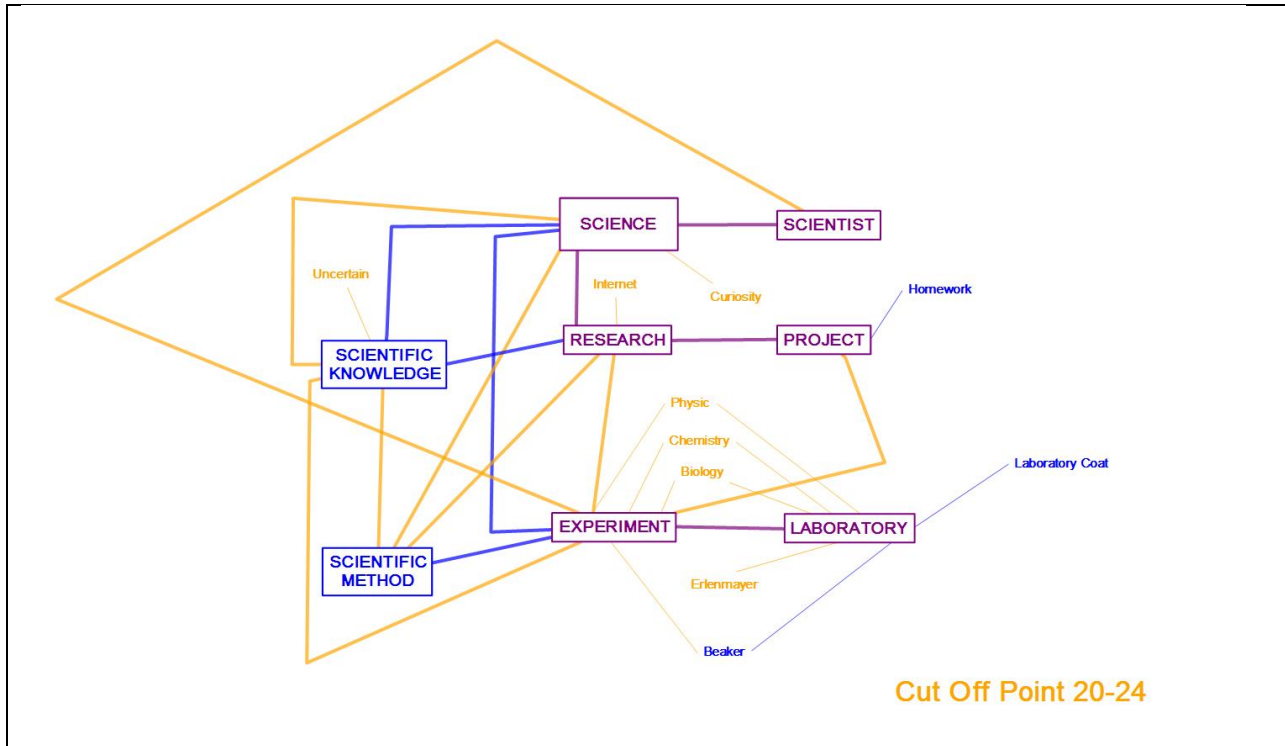 SCIENCE
SCIENTIST
Uncertain
Internet
Curiosity
Homework
RESEARCH
PROJECT
SCIENTIFIC
KNOWLEDGE
Physic
Chemistry
Biology
Laboratory Coat
EXPERIMENT
LABORATORY
SCIENTIFIC
METHOD
Erlenmayer
Beaker
Cut Off Point 20-24